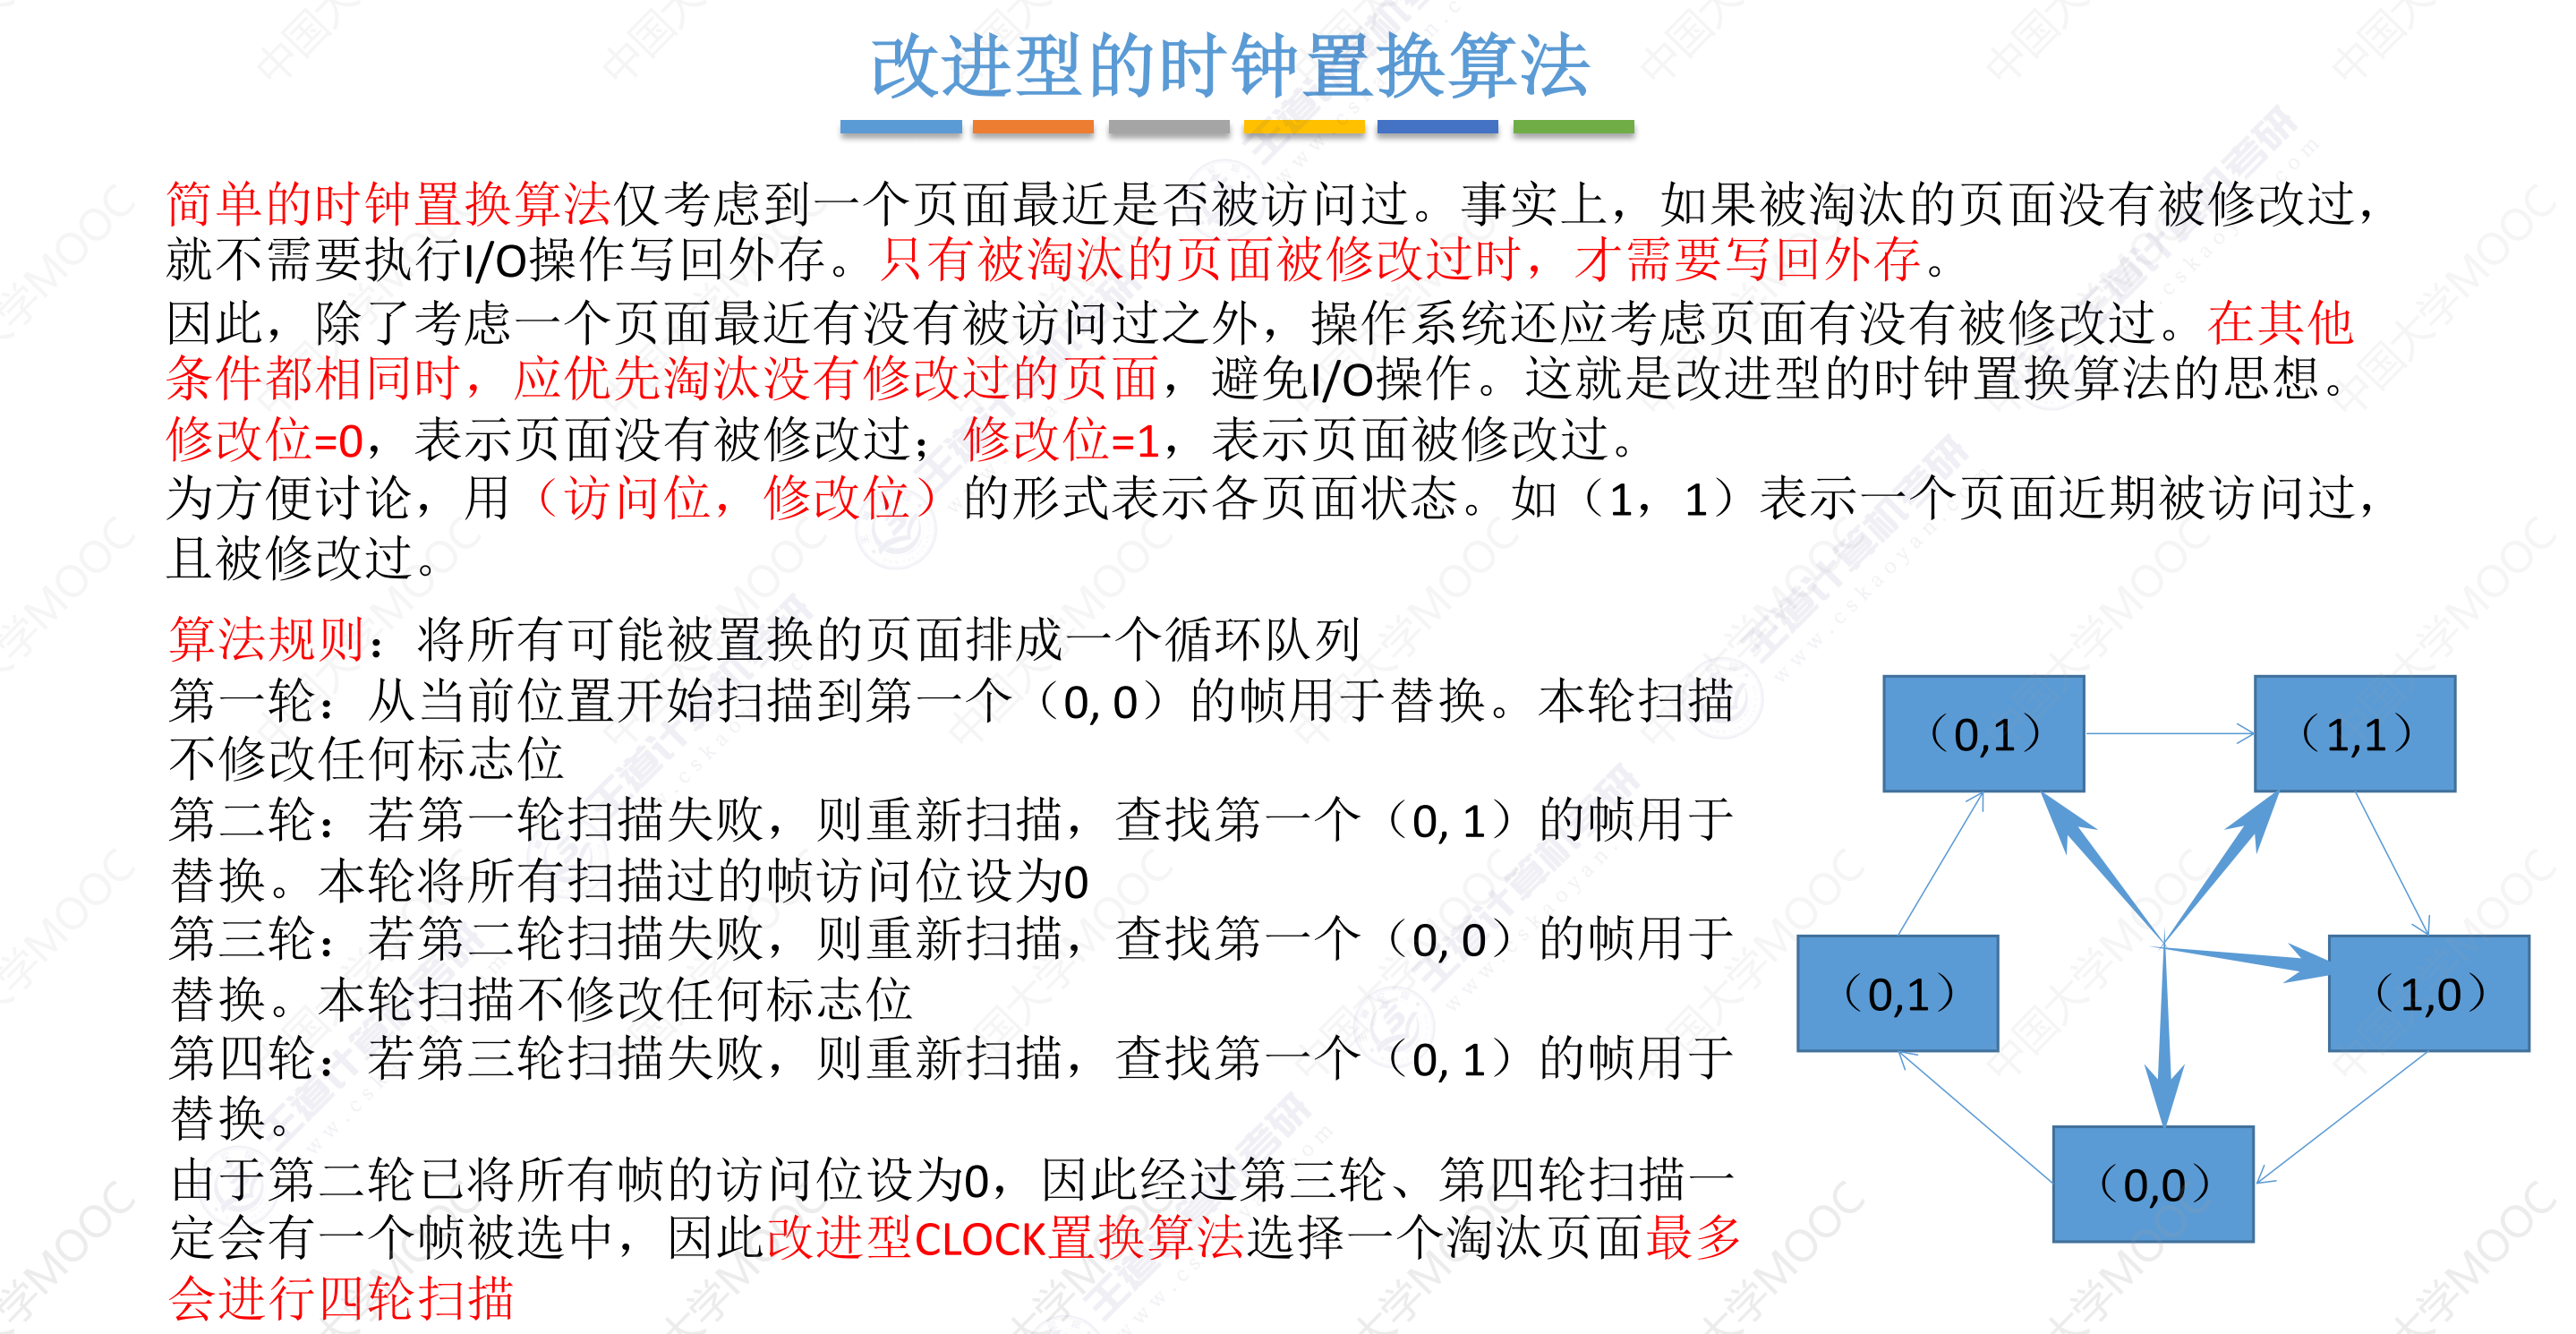 改进型的时钟置换算法
简单的时钟置换算法仅考虑到一个页面最近是否被访问过。事实上，如果被淘汰的页面没有被修改过，
就不需要执行I/O操作写回外存。只有被淘汰的页面被修改过时，才需要写回外存。
因此，除了考虑一个页面最近有没有被访问过之外，操作系统还应考虑页面有没有被修改过。在其他
条件都相同时，应优先淘汰没有修改过的页面，避免I/O操作。这就是改进型的时钟置换算法的思想。
修改位=0，表示页面没有被修改过；修改位=1，表示页面被修改过。
为方便讨论，用（访问位，修改位）的形式表示各页面状态。如（1，1）表示一个页面近期被访问过，
且被修改过。
算法规则：将所有可能被置换的页面排成一个循环队列
第一轮：从当前位置开始扫描到第一个（0, 0）的帧用于替换。本轮扫描
不修改任何标志位
第二轮：若第一轮扫描失败，则重新扫描，查找第一个（0, 1）的帧用于
替换。本轮将所有扫描过的帧访问位设为0
第三轮：若第二轮扫描失败，则重新扫描，查找第一个（0, 0）的帧用于
替换。本轮扫描不修改任何标志位
第四轮：若第三轮扫描失败，则重新扫描，查找第一个（0, 1）的帧用于
替换。
由于第二轮已将所有帧的访问位设为0，因此经过第三轮、第四轮扫描一
定会有一个帧被选中，因此改进型CLOCK置换算法选择一个淘汰页面最多
会进行四轮扫描
（0,1）
（1,1）
（0,1）
（1,0）
（0,0）
中国大学MOOC
王道计算机考研
www.cskaoyan.com